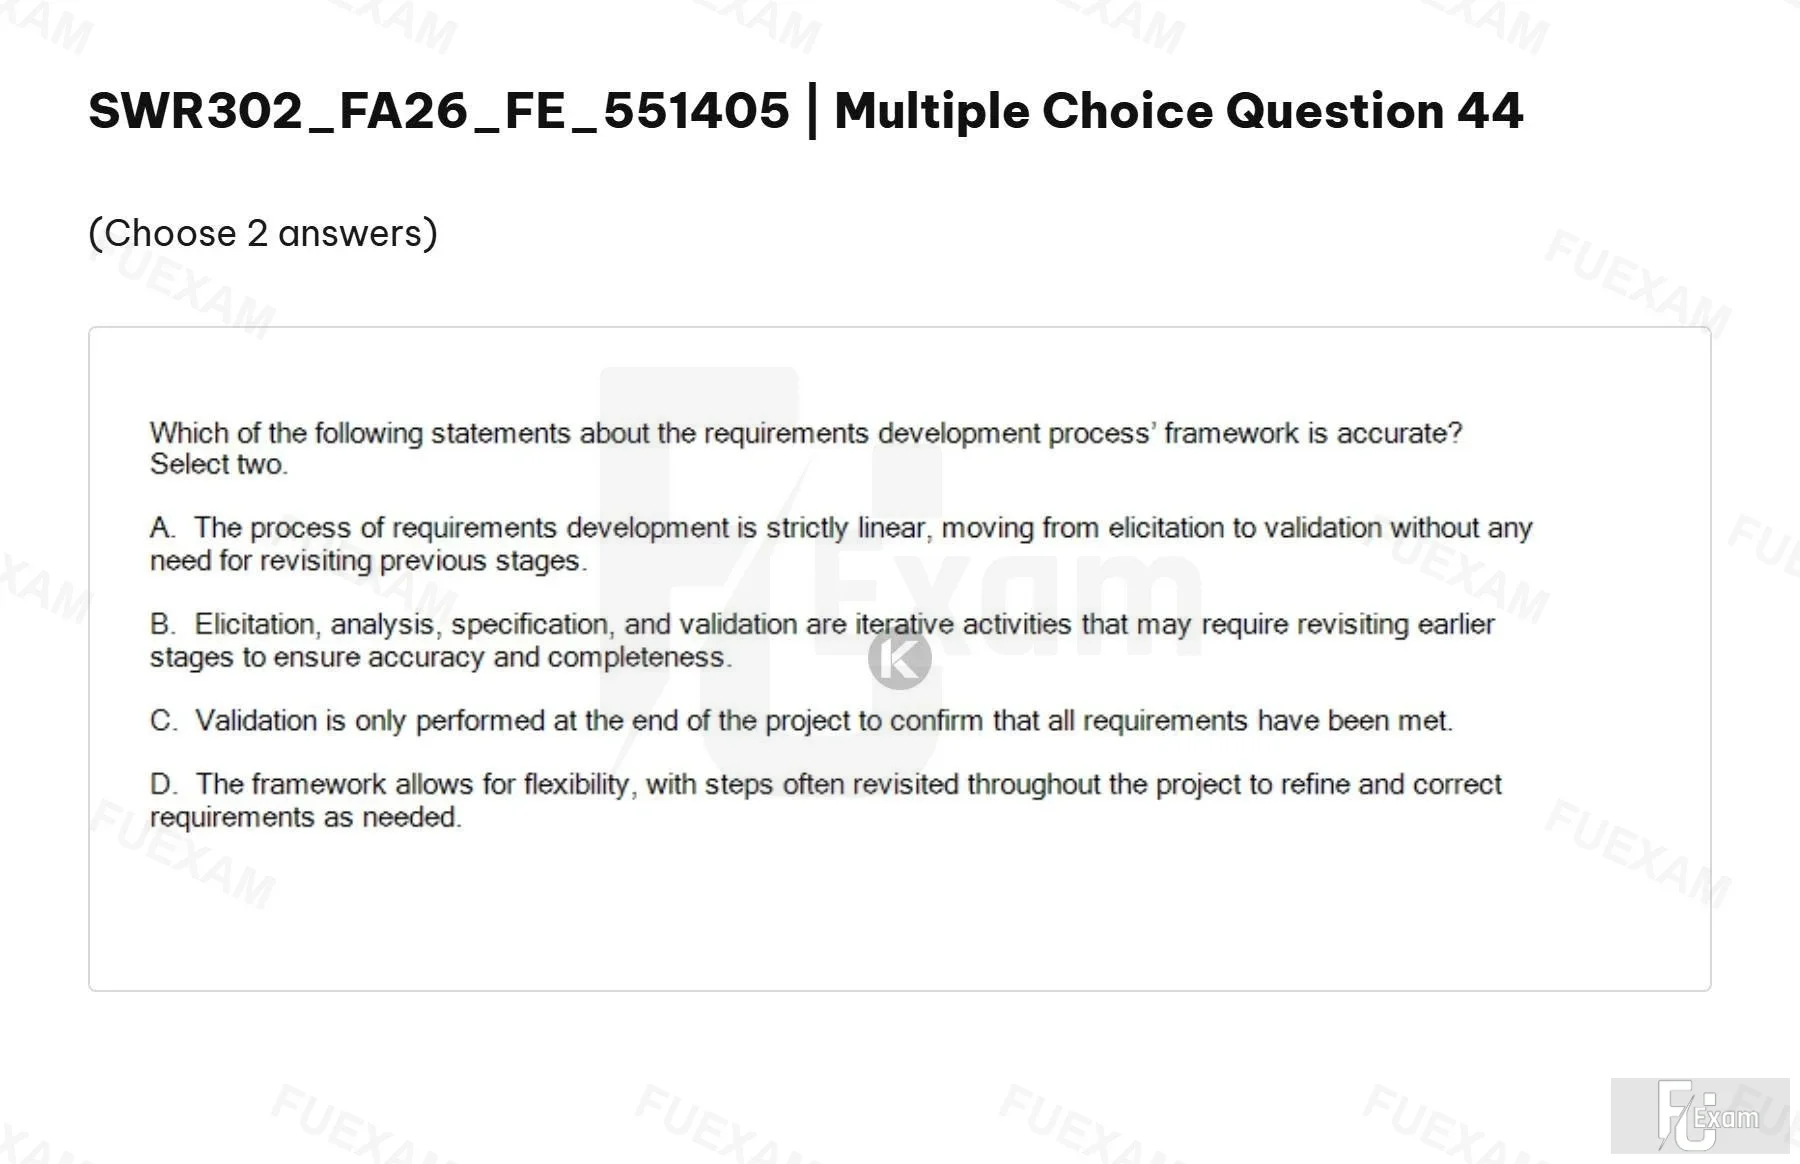 SWR302_FA26_FE_551405 | Multiple Choice Question 44
(Choose 2 answers)
Which of the following statements about the requirements development process’ framework is accurate?
Select two.
A. The process of requirements development is strictly linear, moving from elicitation to validation without any
need for revisiting previous stages.
B. Elicitation, analysis, specification, and validation are iterative activities that may require revisiting earlier
stages to ensure accuracy and completeness.
C. Validation is only performed at the end of the project to confirm that all requirements have been met.
D. The framework allows for flexibility, with steps often revisited throughout the project to refine and correct
requirements as needed.
FUEXAM
FU Exam
K
FU Exam